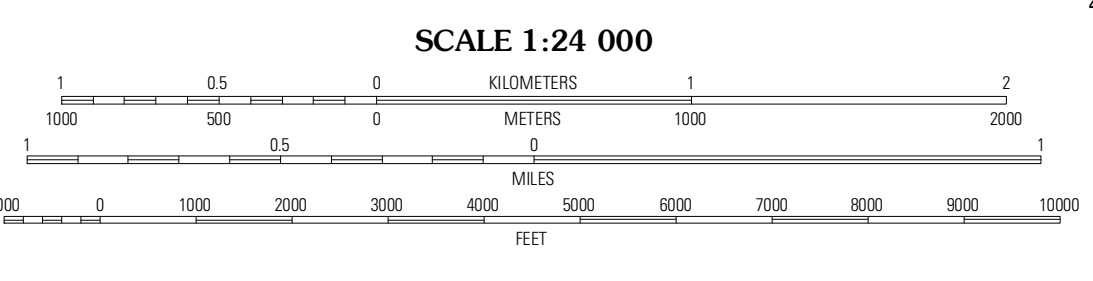 SCALE 1:24 000
1 0.5 0 KILOMETERS 1 2
1000 500 0 METERS 1000 2000
1 0.5 0 1
MILES
0 1000 2000 3000 4000 5000 6000 7000 8000 9000 10000
FEET